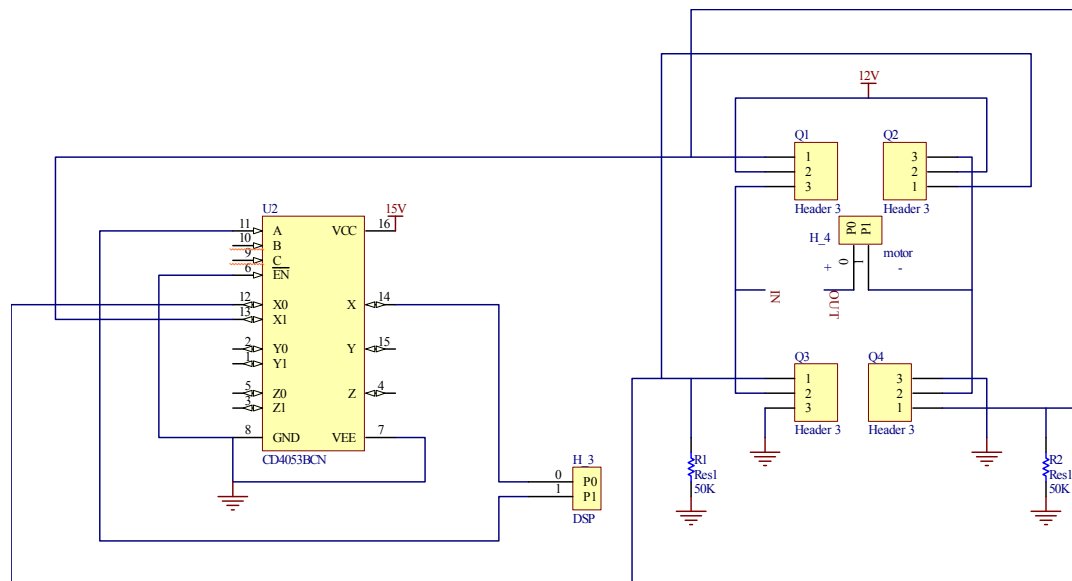 12V
Q1
Q2
1
2
3
3
2
1
Header 3
Header 3
U2
15V
11
A
VCC
16
10
B
9
C
6
EN
H_4
P0
P1
motor
+
0
1
-
IN
OUT
12
X0
X
14
13
X1
2
Y0
Y
15
1
Y1
5
Z0
Z
4
3
Z1
8
GND
VEE
7
CD4053BCN
Q3
Q4
1
2
3
3
2
1
Header 3
Header 3
H_3
0
P0
1
P1
DSP
R1
Res1
50K
R2
Res1
50K